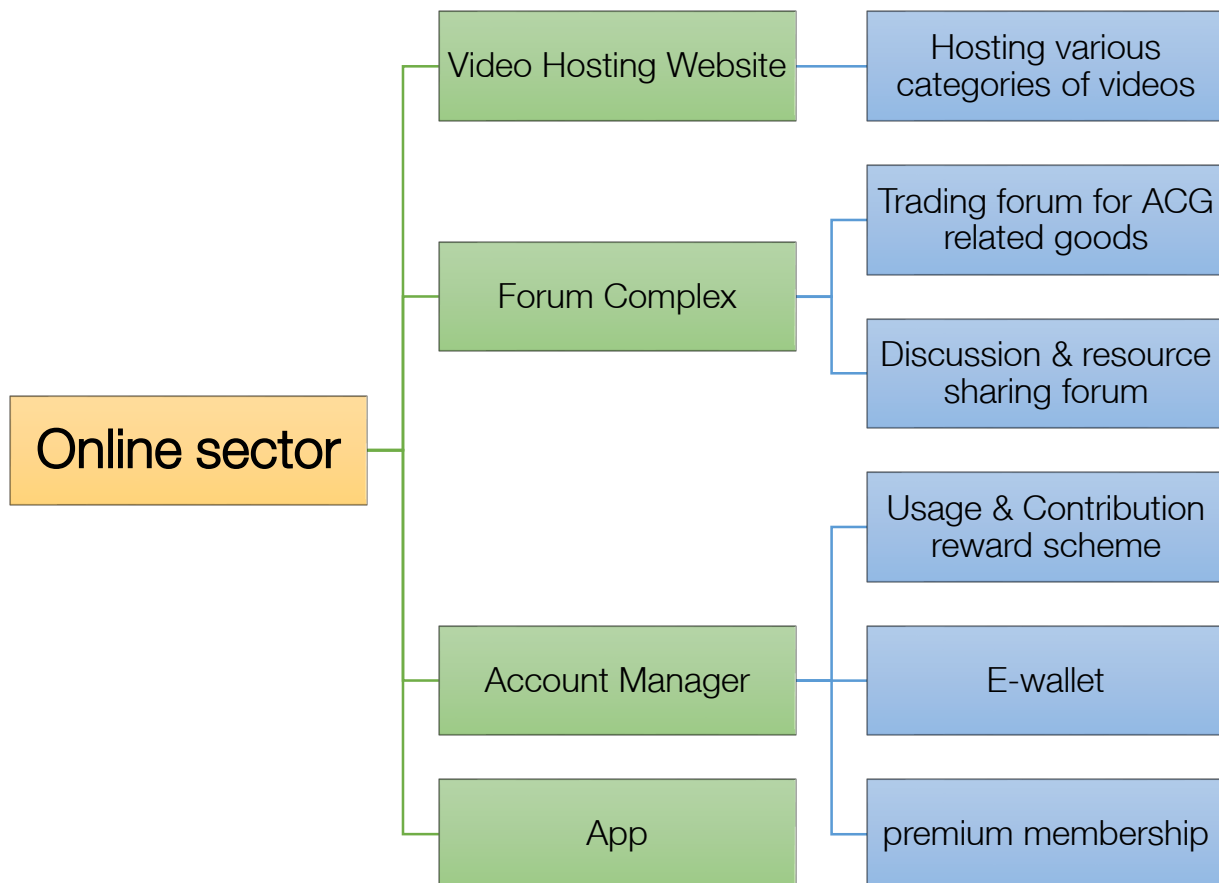 Online sector
Video Hosting Website
Hosting various
categories of videos
Forum Complex
Trading forum for ACG
related goods
Discussion & resource
sharing forum
Account Manager
Usage & Contribution
reward scheme
E-wallet
premium membership
App